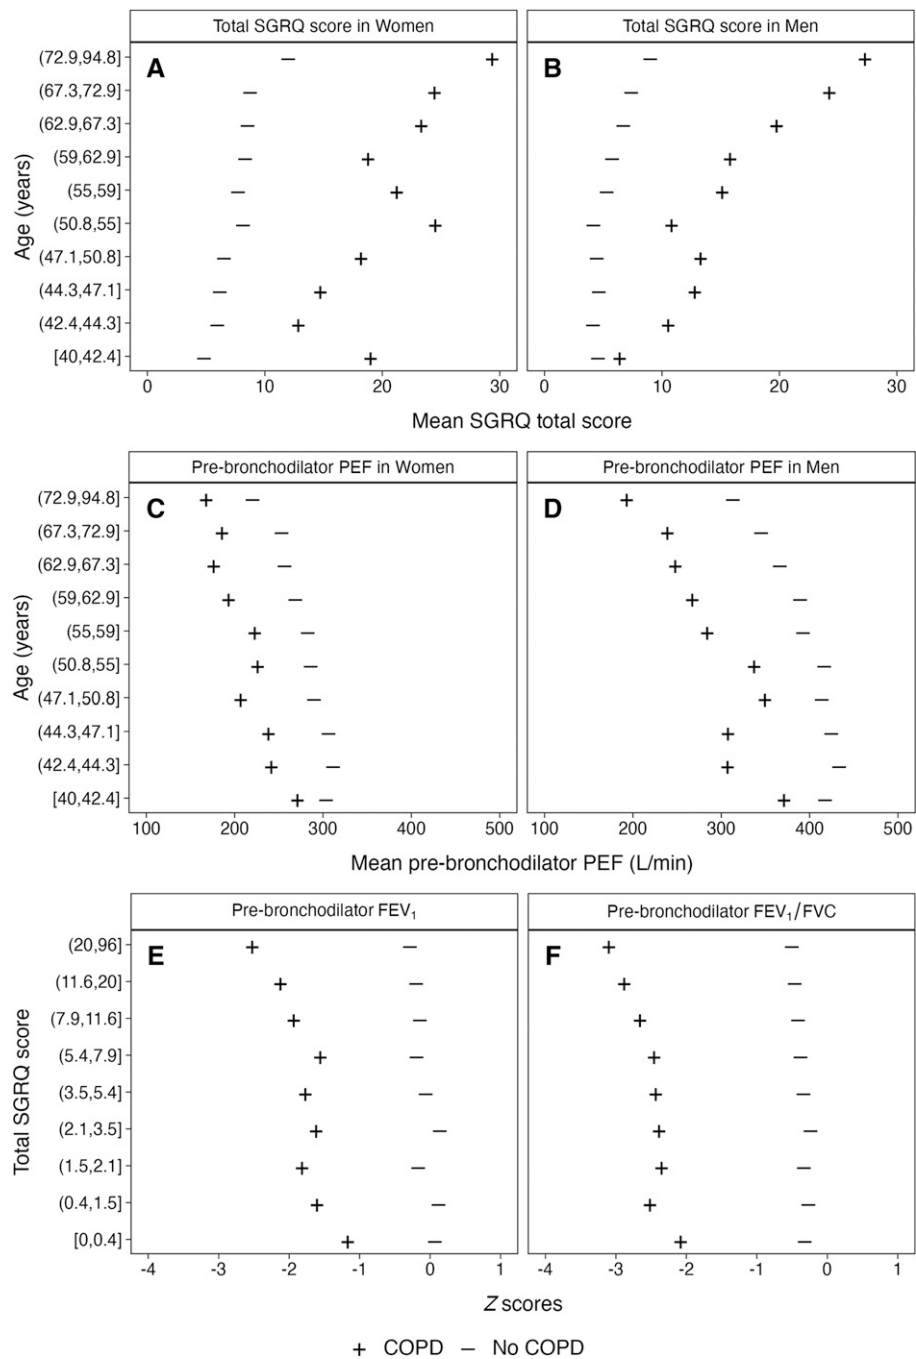 Total SGRQ score in Women
Total SGRQ score in Men
A
B
Age (years)
(72.9,94.8]
(67.3,72.9]
(62.9,67.3]
(59,62.9]
(55,59]
(50.8,55]
(47.1,50.8]
(44.3,47.1]
(42.4,44.3]
[40,42.4]
0 10 20 30
0 10 20 30
Mean SGRQ total score
Pre-bronchodilator PEF in Women
Pre-bronchodilator PEF in Men
C
D
Age (years)
(72.9,94.8]
(67.3,72.9]
(62.9,67.3]
(59,62.9]
(55,59]
(50.8,55]
(47.1,50.8]
(44.3,47.1]
(42.4,44.3]
[40,42.4]
100 200 300 400 500
100 200 300 400 500
Mean pre-bronchodilator PEF (L/min)
Pre-bronchodilator FEV₁
Pre-bronchodilator FEV₁/FVC
E
F
Total SGRQ score
(20,96]
(11.6,20]
(7.9,11.6]
(5.4,7.9]
(3.5,5.4]
(2.1,3.5]
(1.5,2.1]
(0.4,1.5]
[0,0.4]
-4 -3 -2 -1 0 1
-4 -3 -2 -1 0 1
Z scores
+ COPD − No COPD